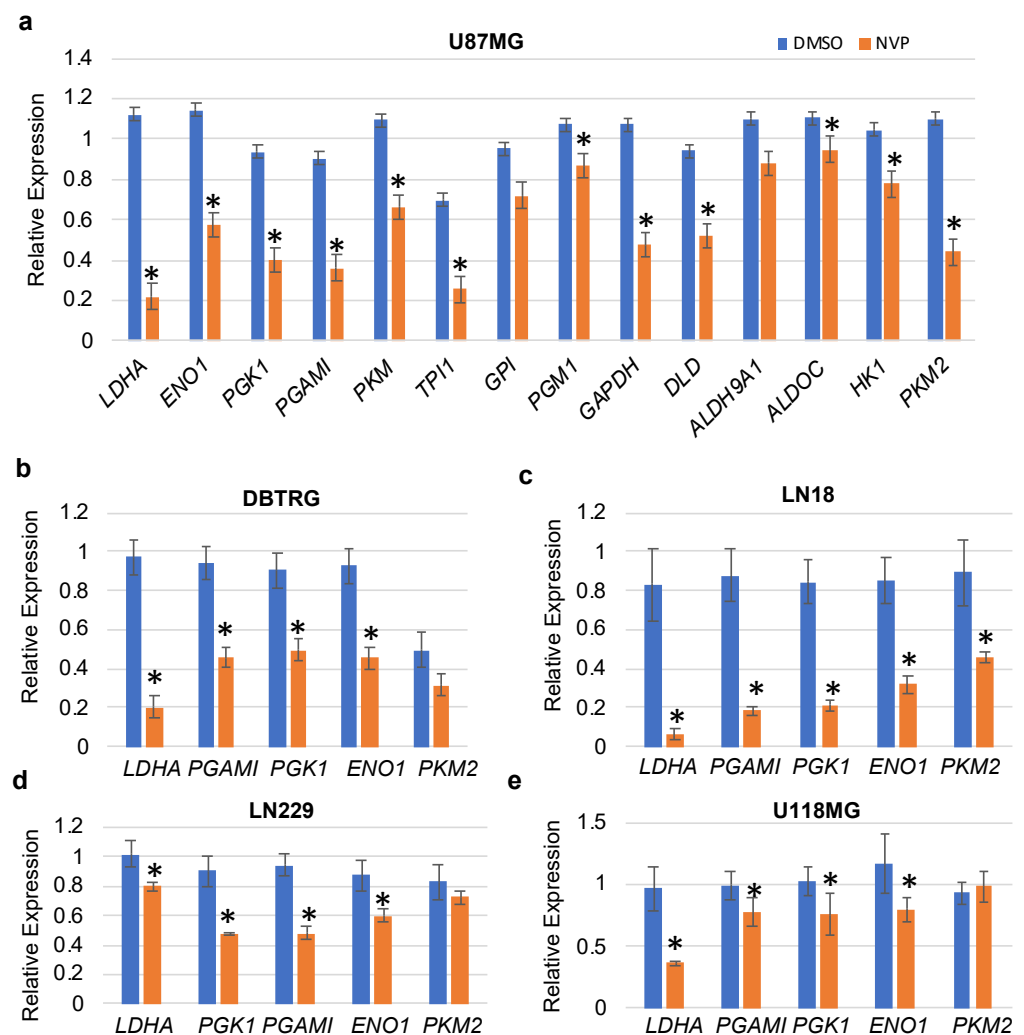 a
U87MG
DMSO NVP
Relative Expression
1.4
1.2
1
0.8
0.6
0.4
0.2
0
* * * * * * * * * * * *
LDHA ENO1 PGK1 PGAMI PKM TPI1 GPI PGM1 GAPDH DLD ALDH9A1 ALDOC HK1 PKM2
b
DBTRG
Relative Expression
1.2
1
0.8
0.6
0.4
0.2
0
* * * *
LDHA PGAMI PGK1 ENO1 PKM2
c
LN18
Relative Expression
1.2
1
0.8
0.6
0.4
0.2
0
* * * * *
LDHA PGAMI PGK1 ENO1 PKM2
d
LN229
Relative Expression
1.2
1
0.8
0.6
0.4
0.2
0
* * * *
LDHA PGK1 PGAMI ENO1 PKM2
e
U118MG
Relative Expression
1.5
1
0.5
0
* * * *
LDHA PGAMI PGK1 ENO1 PKM2